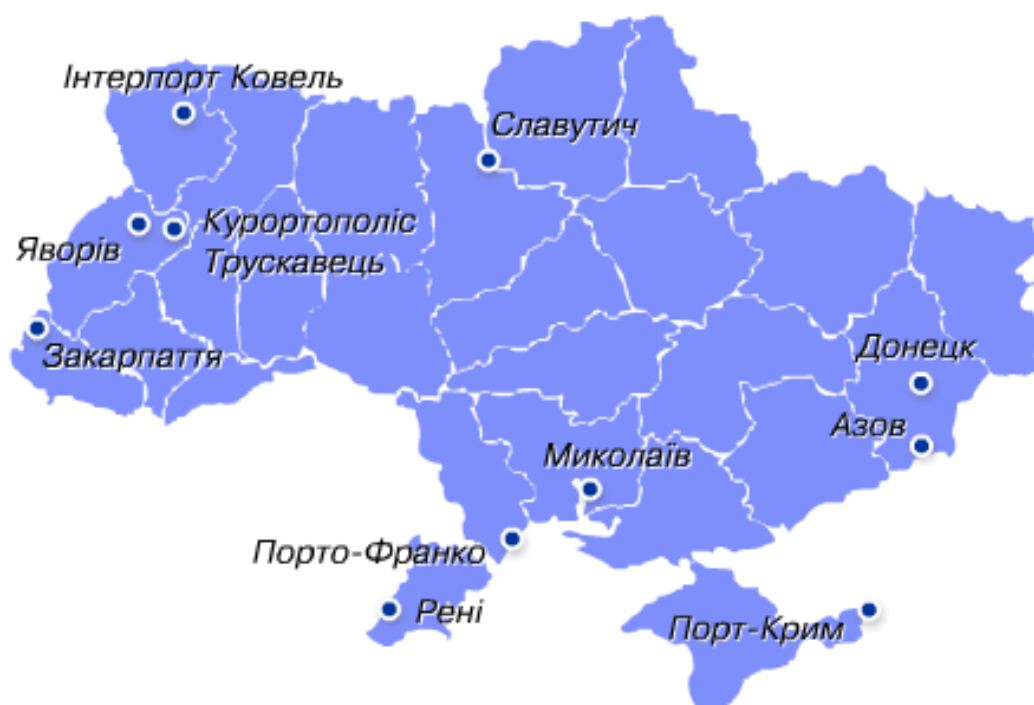 Інтерпорт Ковель
Славутич
Курортополіс
Трускавець
Яворів
Закарпаття
Донецк
Азов
Миколаїв
Порто-Франко
Рені
Порт-Крим